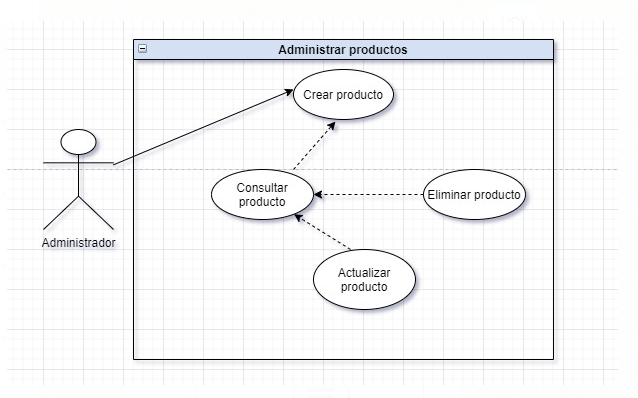 Administrar productos
Crear producto
Consultar
producto
Eliminar producto
Administrador
Actualizar
producto